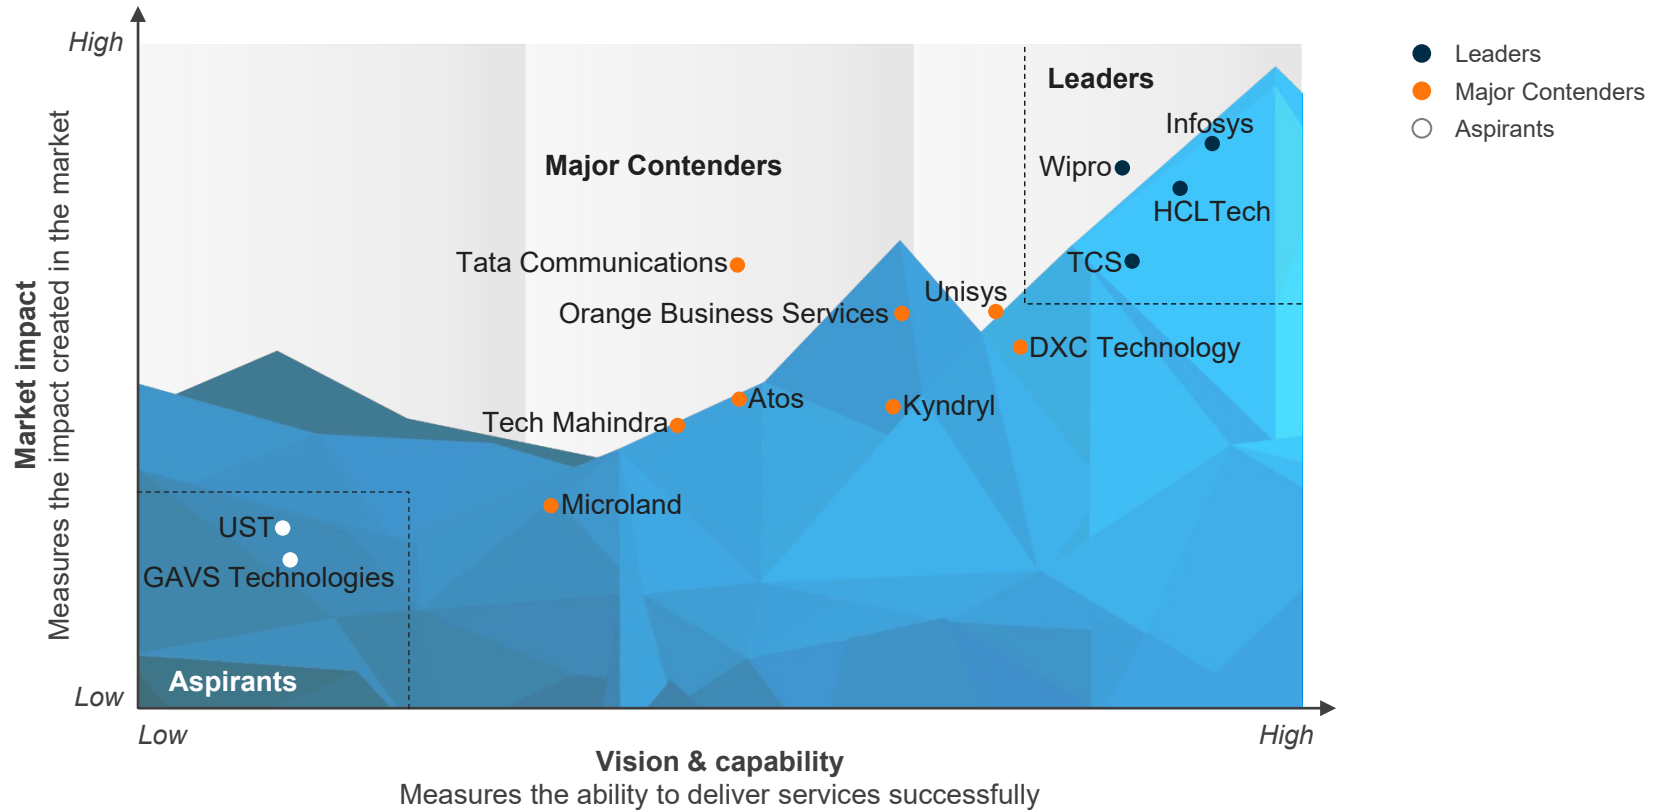 High
Leaders
Leaders
Major Contenders
Aspirants
Infosys
Wipro
Major Contenders
HCLTech
Tata Communications
TCS
Unisys
Orange Business Services
DXC Technology
Atos
Kyndryl
Tech Mahindra
Microland
UST
GAVS Technologies
Aspirants
Market impact
Measures the impact created in the market
Low
Low
High
Vision & capability
Measures the ability to deliver services successfully